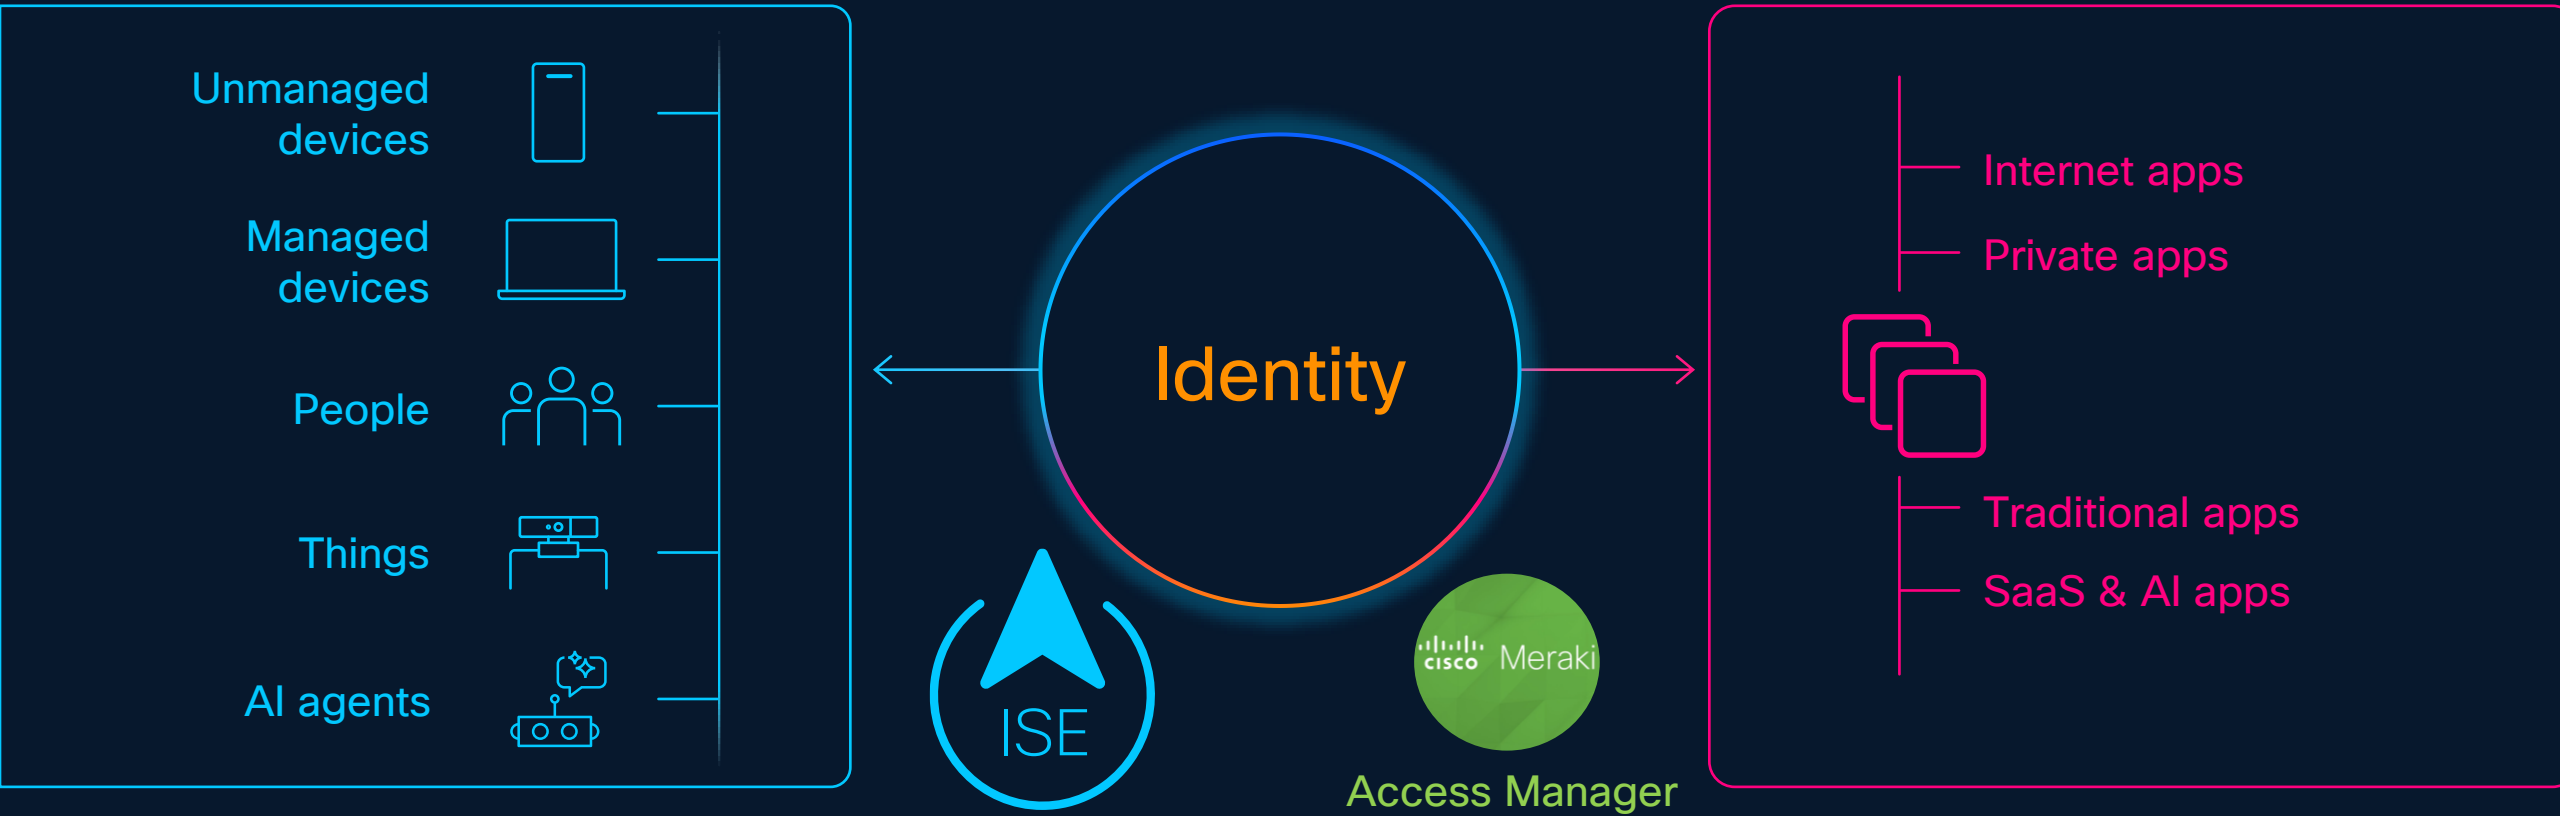 Unmanaged
devices
Managed
devices
People
Things
AI agents
Identity
ISE
CISCO Meraki
Access Manager
Internet apps
Private apps
Traditional apps
SaaS & AI apps